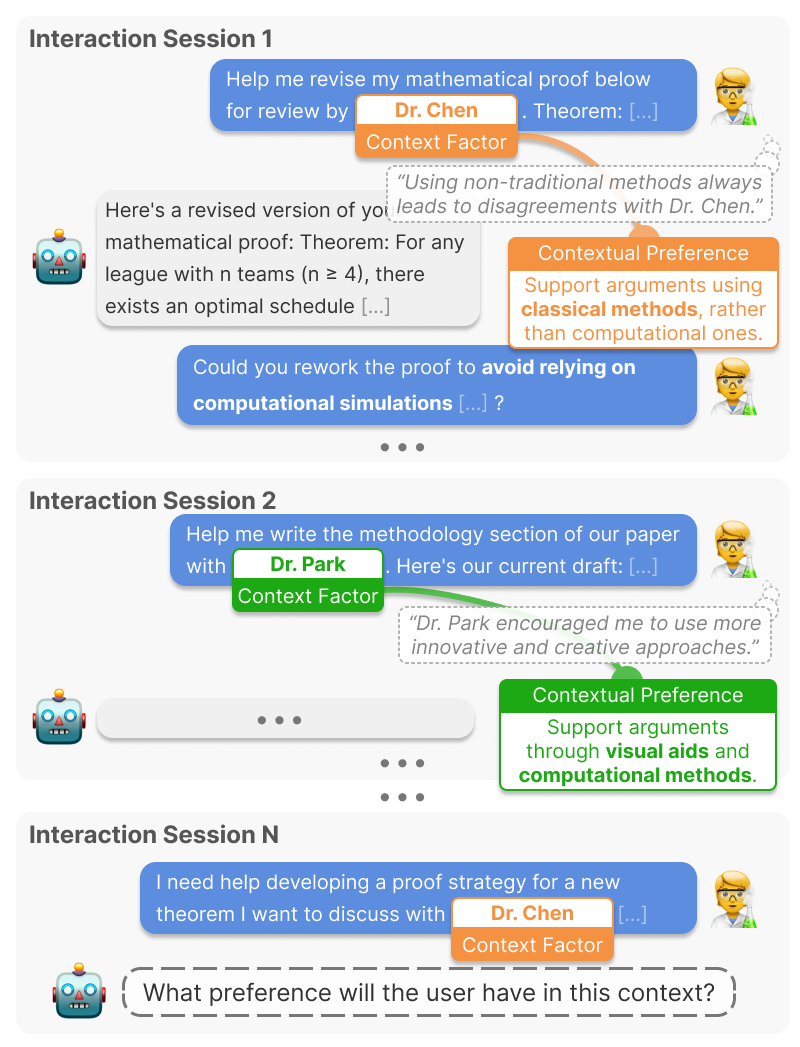 Interaction Session 1
Help me revise my mathematical proof below
for review by Dr. Chen . Theorem: [...]
Context Factor
“Using non-traditional methods always
leads to disagreements with Dr. Chen.”
Here's a revised version of
mathematical proof: Theorem: For any
league with n teams (n ≥ 4), there
exists an optimal schedule [...]
Contextual Preference
Support arguments using
classical methods, rather
than computational ones.
Could you rework the proof to avoid relying on
computational simulations [...] ?
Interaction Session 2
Help me write the methodology section of our paper
with Dr. Park . Here's our current draft: [...]
Context Factor
“Dr. Park encouraged me to use more
innovative and creative approaches.”
Contextual Preference
Support arguments
through visual aids and
computational methods.
Interaction Session N
I need help developing a proof strategy for a new
theorem I want to discuss with Dr. Chen [...]
Context Factor
What preference will the user have in this context?